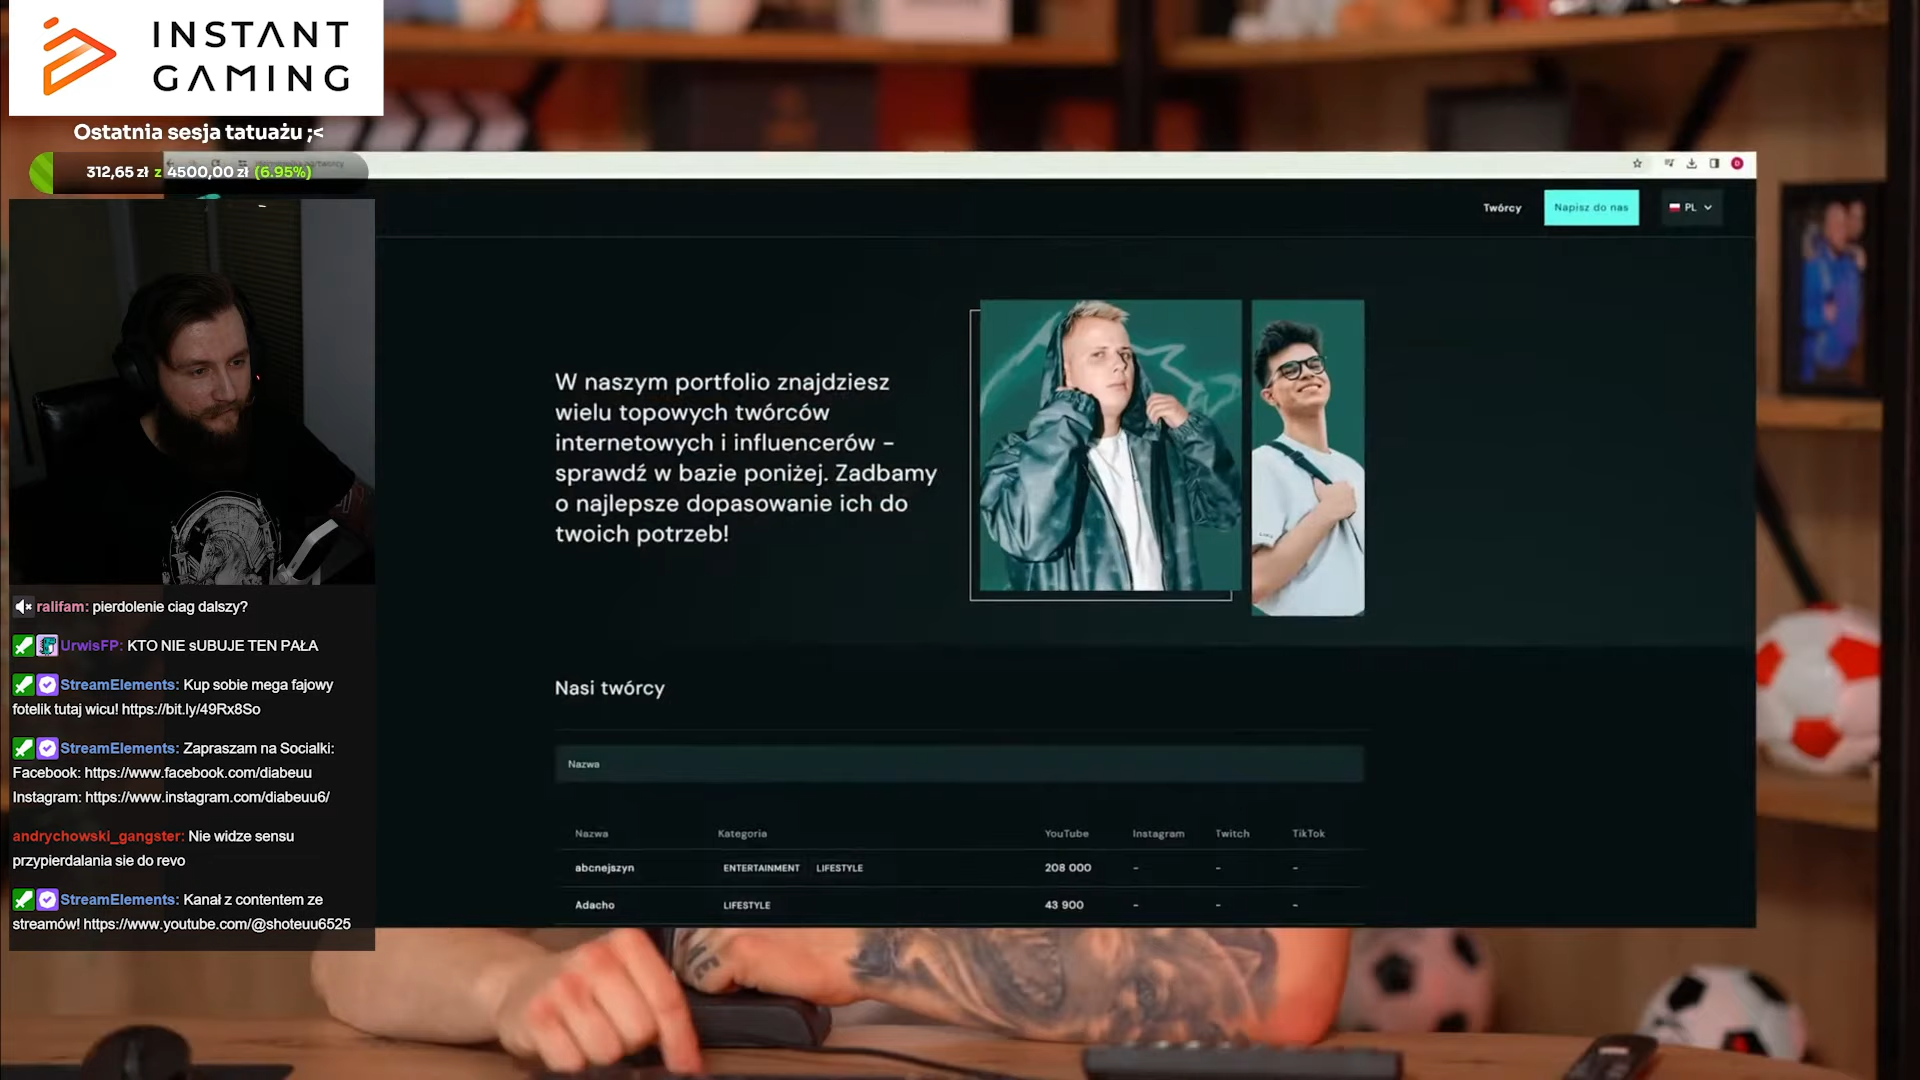 INSTANT
GAMING
Ostatnia sesja tatuażu ;<
312,65 zł z 4500,00 zł (6.95%)
Twórcy
Napisz do nas
PL
W naszym portfolio znajdziesz
wielu topowych twórców
internetowych i influencerów -
sprawdź w bazie poniżej. Zadbamy
o najlepsze dopasowanie ich do
twoich potrzeb!
Nasi twórcy
Nazwa
Nazwa Kategoria YouTube Instagram Twitch TikTok
abcnejszyn ENTERTAINMENT LIFESTYLE 208 000 - - -
Adacho LIFESTYLE 43 900 - - -
ralifam: pierdolenie ciag dalszy?
UrwisFP: KTO NIE sUBUJE TEN PAŁA
StreamElements: Kup sobie mega fajowy
fotelik tutaj wicu! https://bit.ly/49Rx8So
StreamElements: Zapraszam na Socialki:
Facebook: https://www.facebook.com/diabeuu
Instagram: https://www.instagram.com/diabeuu6/
andrychowski_gangster: Nie widze sensu
przypierdalania sie do revo
StreamElements: Kanał z contentem ze
streamów! https://www.youtube.com/@shoteuu6525